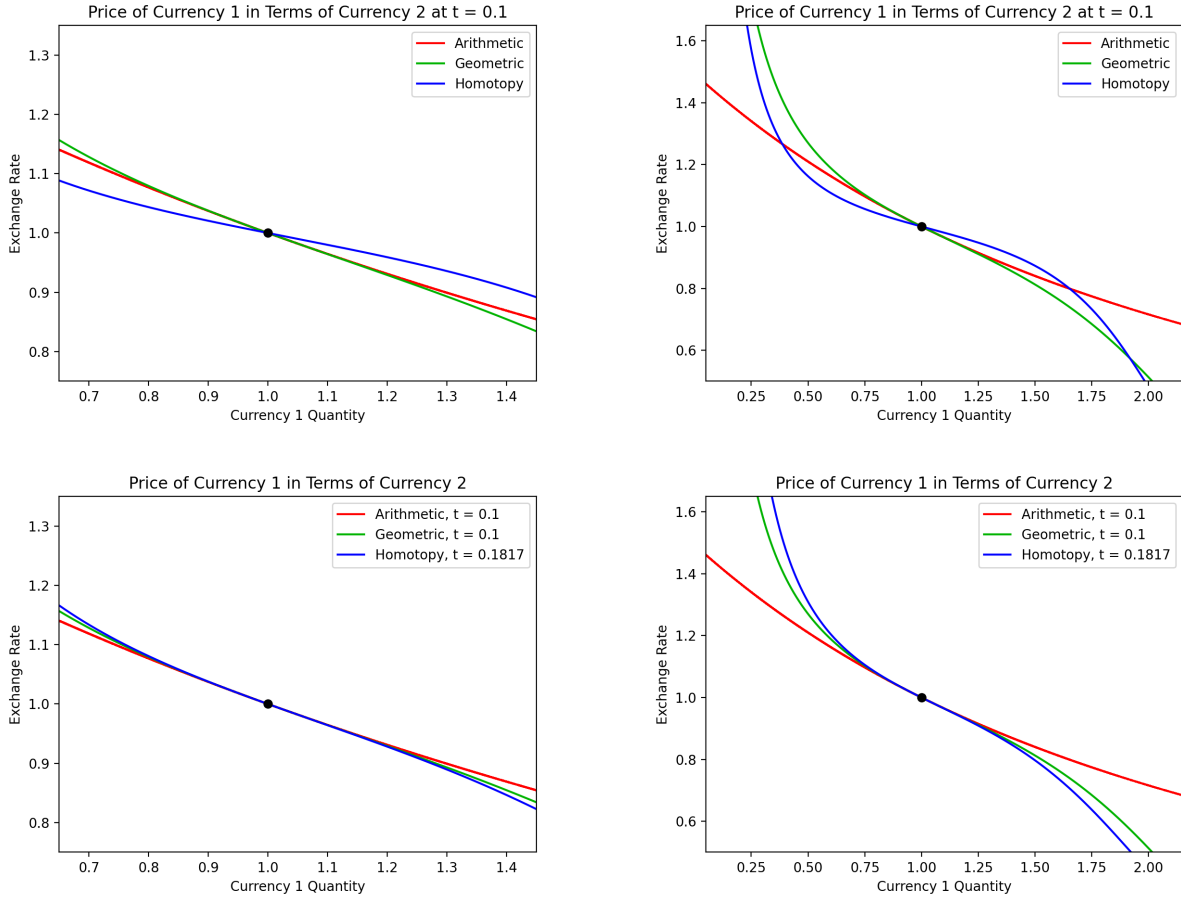 Price of Currency 1 in Terms of Currency 2 at t = 0.1
1.3
1.2
1.1
1.0
0.9
0.8
Exchange Rate
Arithmetic
Geometric
Homotopy
0.7 0.8 0.9 1.0 1.1 1.2 1.3 1.4
Currency 1 Quantity
Price of Currency 1 in Terms of Currency 2 at t = 0.1
1.6
1.4
1.2
1.0
0.8
0.6
Exchange Rate
Arithmetic
Geometric
Homotopy
0.25 0.50 0.75 1.00 1.25 1.50 1.75 2.00
Currency 1 Quantity
Price of Currency 1 in Terms of Currency 2
1.3
1.2
1.1
1.0
0.9
0.8
Exchange Rate
Arithmetic, t = 0.1
Geometric, t = 0.1
Homotopy, t = 0.1817
0.7 0.8 0.9 1.0 1.1 1.2 1.3 1.4
Currency 1 Quantity
Price of Currency 1 in Terms of Currency 2
1.6
1.4
1.2
1.0
0.8
0.6
Exchange Rate
Arithmetic, t = 0.1
Geometric, t = 0.1
Homotopy, t = 0.1817
0.25 0.50 0.75 1.00 1.25 1.50 1.75 2.00
Currency 1 Quantity